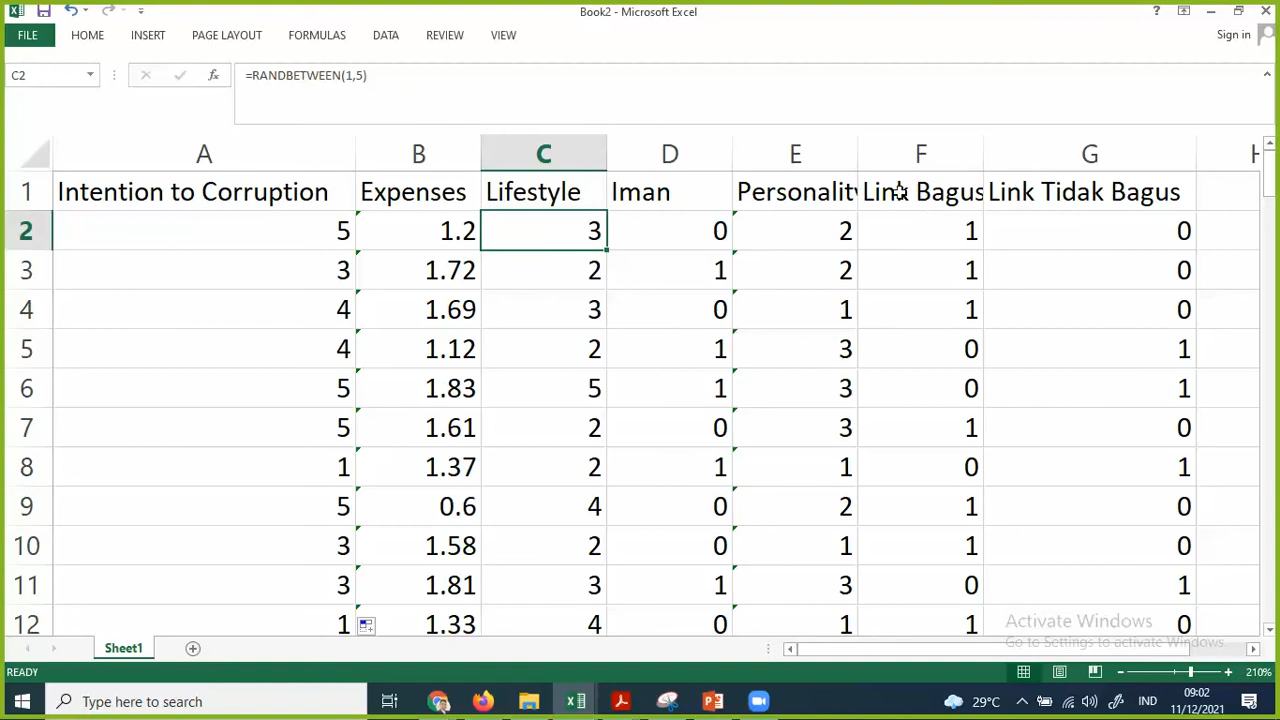 Book2 - Microsoft Excel
FILE HOME INSERT PAGE LAYOUT FORMULAS DATA REVIEW VIEW Sign in
C2 fx =RANDBETWEEN(1,5)
A B C D E F G H
1 Intention to Corruption Expenses Lifestyle Iman Personality Link Bagus Link Tidak Bagus
2 5 1.2 3 0 2 1 0
3 3 1.72 2 1 2 1 0
4 4 1.69 3 0 1 1 0
5 4 1.12 2 1 3 0 1
6 5 1.83 5 1 3 0 1
7 5 1.61 2 0 3 1 0
8 1 1.37 2 1 1 0 1
9 5 0.6 4 0 2 1 0
10 3 1.58 2 0 1 1 0
11 3 1.81 3 1 3 0 1
12 1 1.33 4 0 1 1 0
Activate Windows
Go to Settings to activate Windows.
Sheet1
READY 210%
Type here to search 29°C IND 09:02
11/12/2021